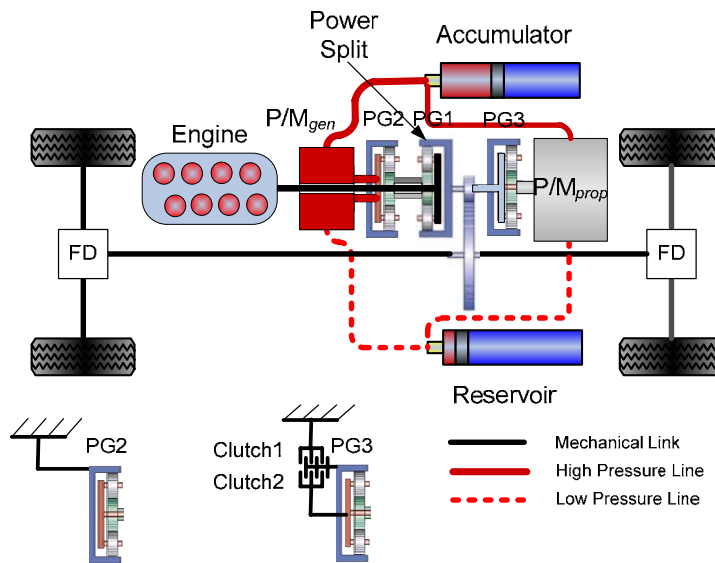 Power
Split
Accumulator
Engine
P/Mgen
PG2
PG1
PG3
P/Mprop
FD
FD
Reservoir
PG2
Clutch1
Clutch2
PG3
Mechanical Link
High Pressure Line
Low Pressure Line